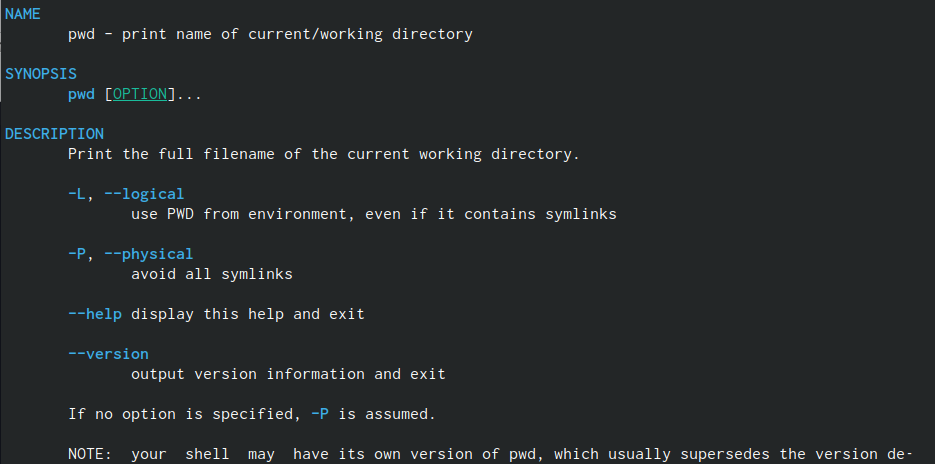 NAME
pwd - print name of current/working directory
SYNOPSIS
pwd [OPTION]...
DESCRIPTION
Print the full filename of the current working directory.
-L, --logical
use PWD from environment, even if it contains symlinks
-P, --physical
avoid all symlinks
--help display this help and exit
--version
output version information and exit
If no option is specified, -P is assumed.
NOTE:  your  shell  may  have its own version of pwd, which usually supersedes the version de-